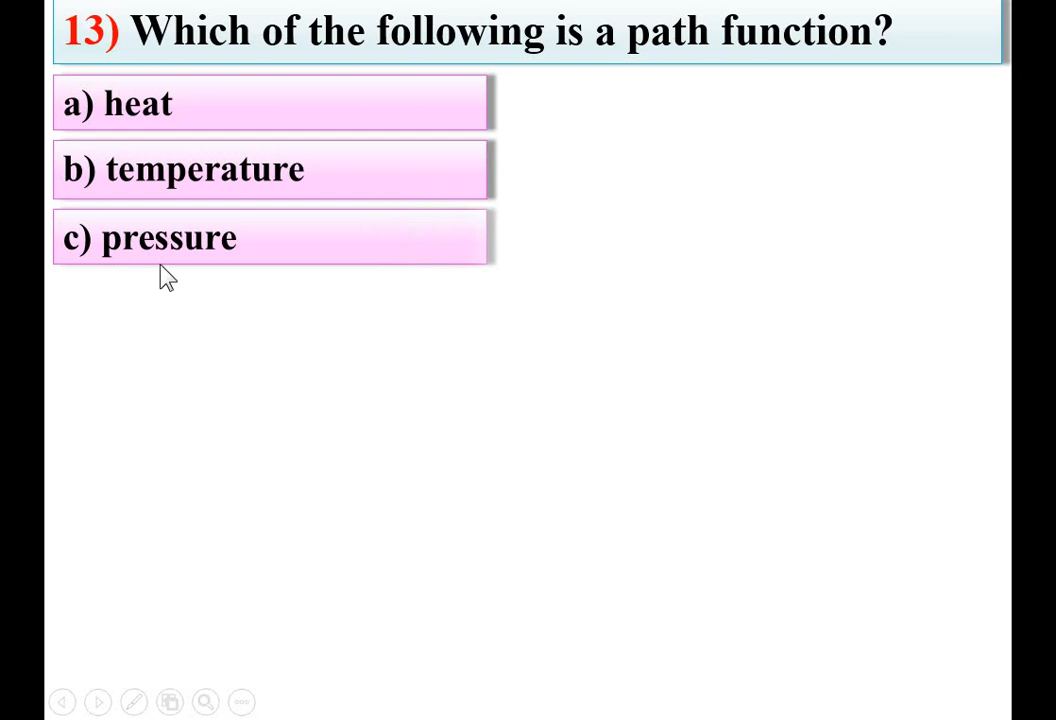 13) Which of the following is a path function?
a) heat
b) temperature
c) pressure